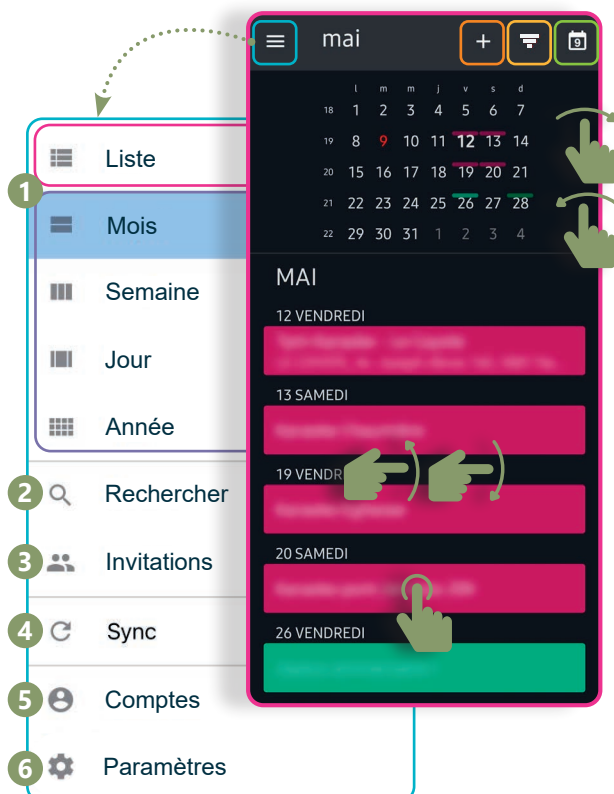 mai
9
l m m j v s d
18 1 2 3 4 5 6 7
19 8 9 10 11 12 13 14
20 15 16 17 18 19 20 21
21 22 23 24 25 26 27 28
22 29 30 31 1 2 3 4
MAI
12 VENDREDI
13 SAMEDI
19 VENDR
20 SAMEDI
26 VENDREDI
1
Liste
Mois
Semaine
Jour
Année
2 Rechercher
3 Invitations
4 Sync
5 Comptes
6 Paramètres